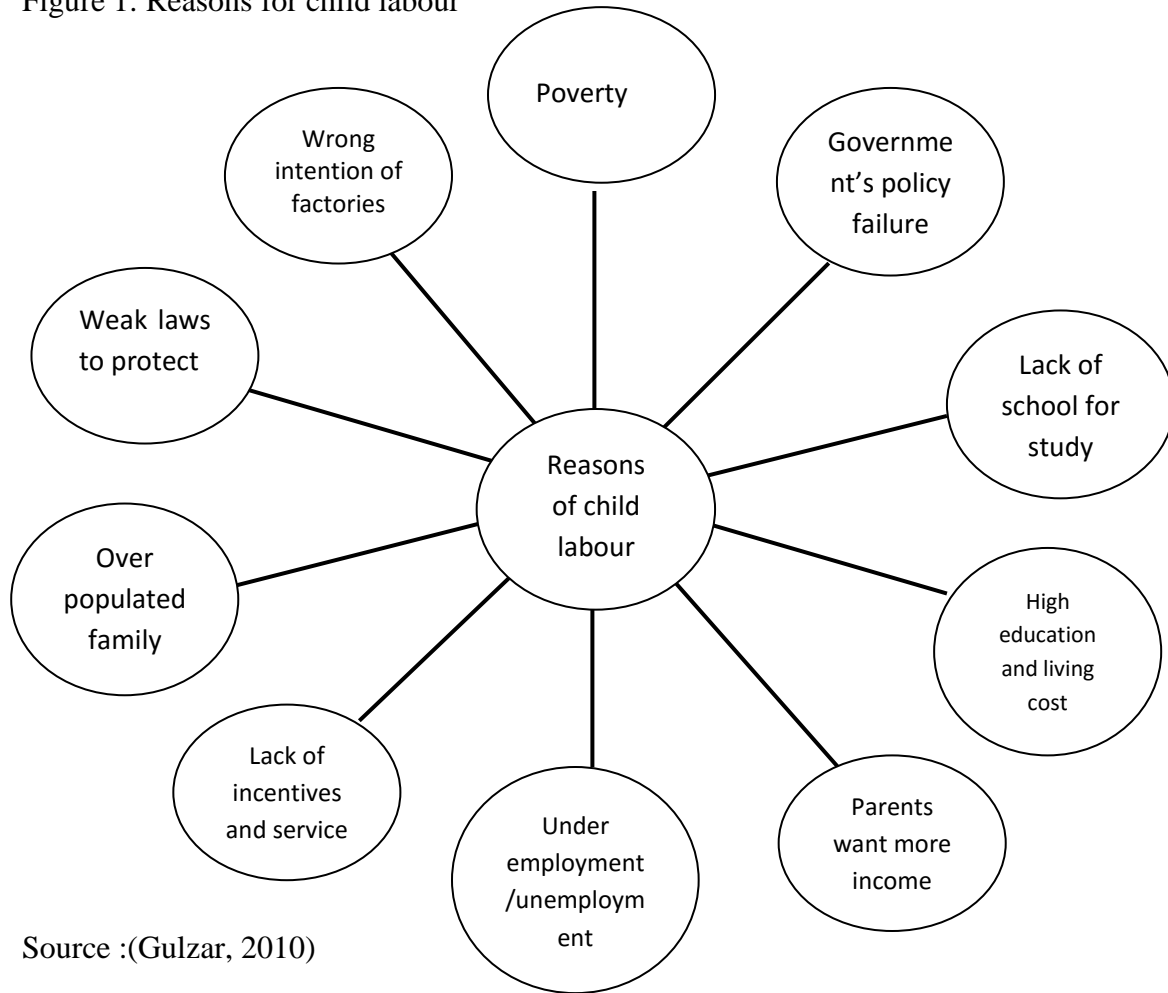 Figure 1: Reasons for child labour
Poverty
Governme
nt’s policy
failure
Lack of
school for
study
High
education
and living
cost
Parents
want more
income
Under
employment
/unemploym
ent
Lack of
incentives
and service
Over
populated
family
Weak laws
to protect
Wrong
intention of
factories
Reasons
of child
labour
Source :(Gulzar, 2010)